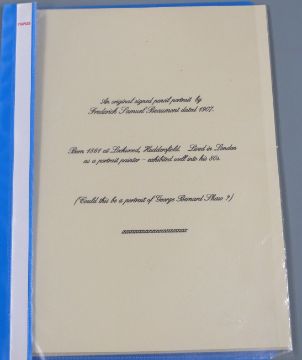 An original signed pencil portrait by
Frederick Samuel Beaumont dated 1907.
Born 1861 at Lockwood, Huddersfield. Lived in London
as a portrait painter - exhibited well into his 80s.
(Could this be a portrait of George Bernard Shaw ?)